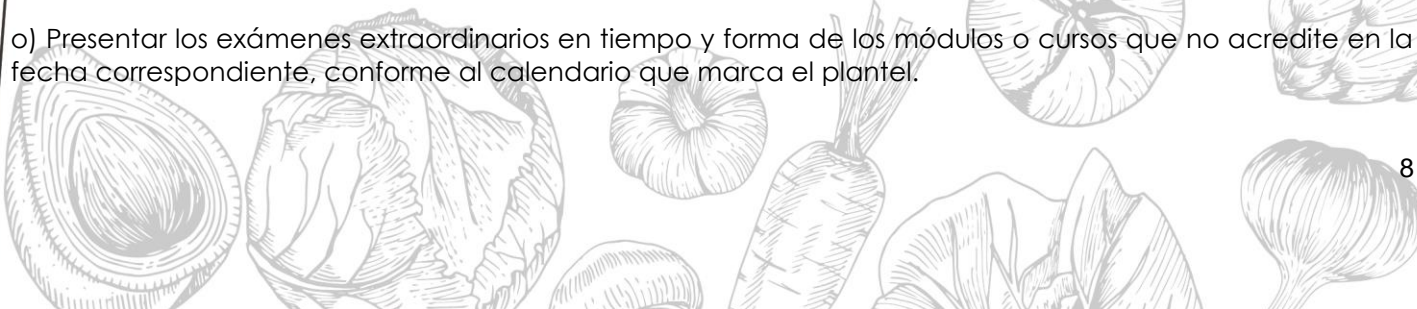 o) Presentar los exámenes extraordinarios en tiempo y forma de los módulos o cursos que no acredite en la
fecha correspondiente, conforme al calendario que marca el plantel.
8